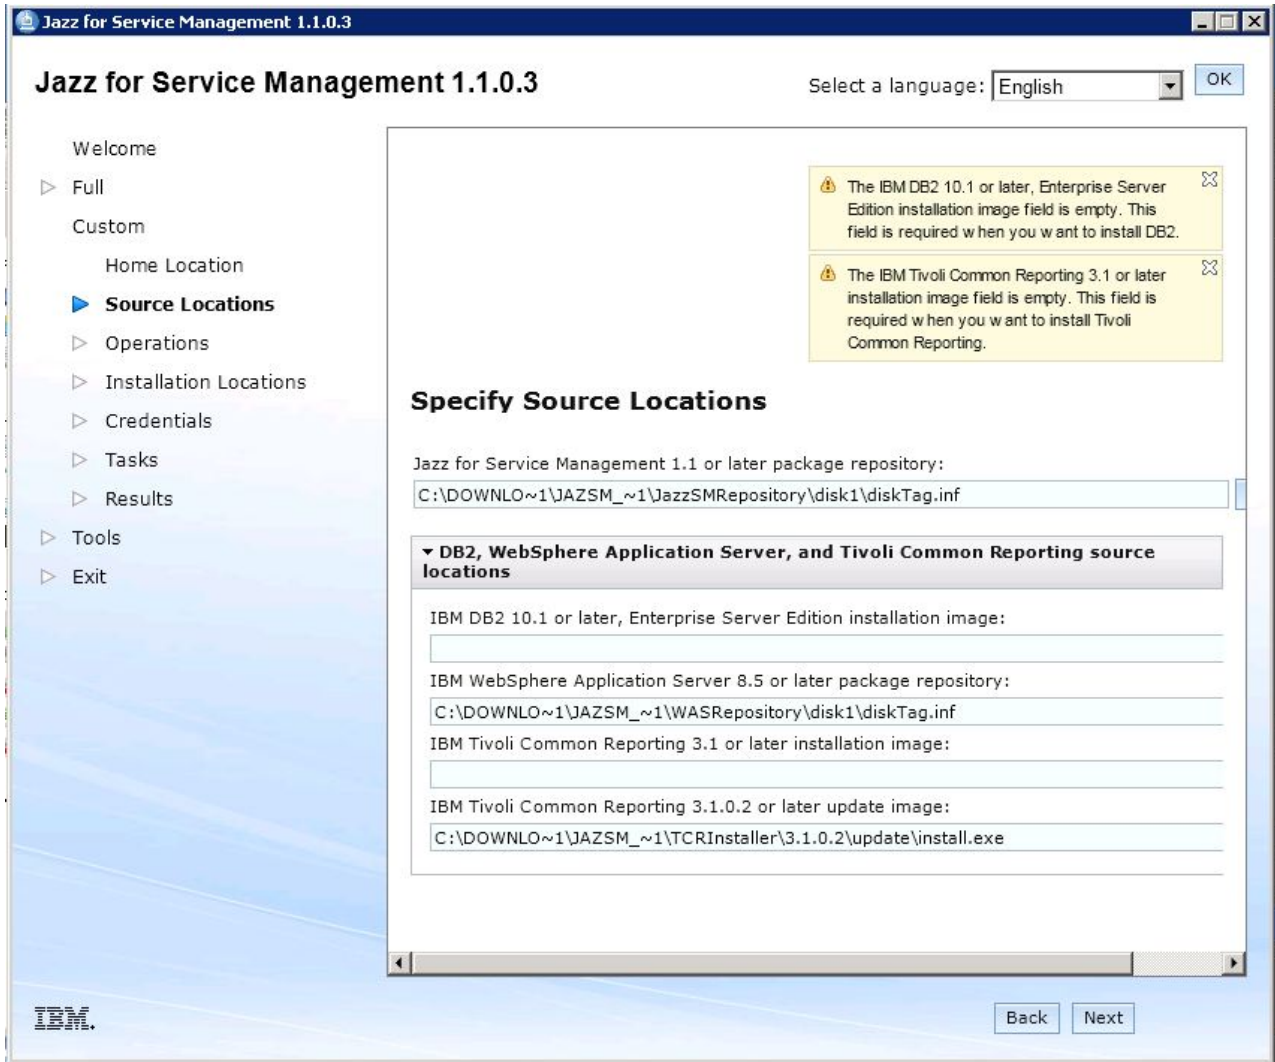 Jazz for Service Management 1.1.0.3
Jazz for Service Management 1.1.0.3
Select a language: English OK
Welcome
Full
Custom
Home Location
Source Locations
Operations
Installation Locations
Credentials
Tasks
Results
Tools
Exit
The IBM DB2 10.1 or later, Enterprise Server
Edition installation image field is empty. This
field is required when you want to install DB2.
The IBM Tivoli Common Reporting 3.1 or later
installation image field is empty. This field is
required when you want to install Tivoli
Common Reporting.
Specify Source Locations
Jazz for Service Management 1.1 or later package repository:
C:\DOWNLO~1\JAZSM_~1\JazzSMRepository\disk1\diskTag.inf
DB2, WebSphere Application Server, and Tivoli Common Reporting source
locations
IBM DB2 10.1 or later, Enterprise Server Edition installation image:
IBM WebSphere Application Server 8.5 or later package repository:
C:\DOWNLO~1\JAZSM_~1\WASRepository\disk1\diskTag.inf
IBM Tivoli Common Reporting 3.1 or later installation image:
IBM Tivoli Common Reporting 3.1.0.2 or later update image:
C:\DOWNLO~1\JAZSM_~1\TCRInstaller\3.1.0.2\update\install.exe
IBM.
Back Next